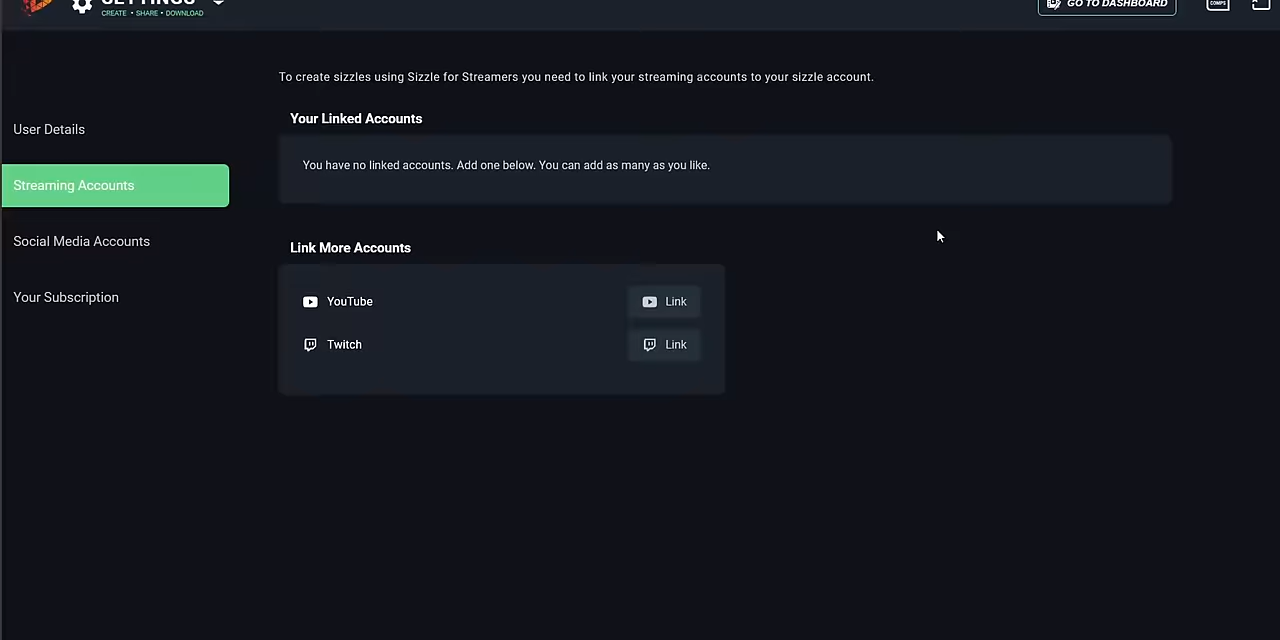 SETTINGS
CREATE • SHARE • DOWNLOAD
GO TO DASHBOARD
COMPS
To create sizzles using Sizzle for Streamers you need to link your streaming accounts to your sizzle account.
Your Linked Accounts
User Details
You have no linked accounts. Add one below. You can add as many as you like.
Streaming Accounts
Social Media Accounts
Link More Accounts
Your Subscription
YouTube
Link
Twitch
Link